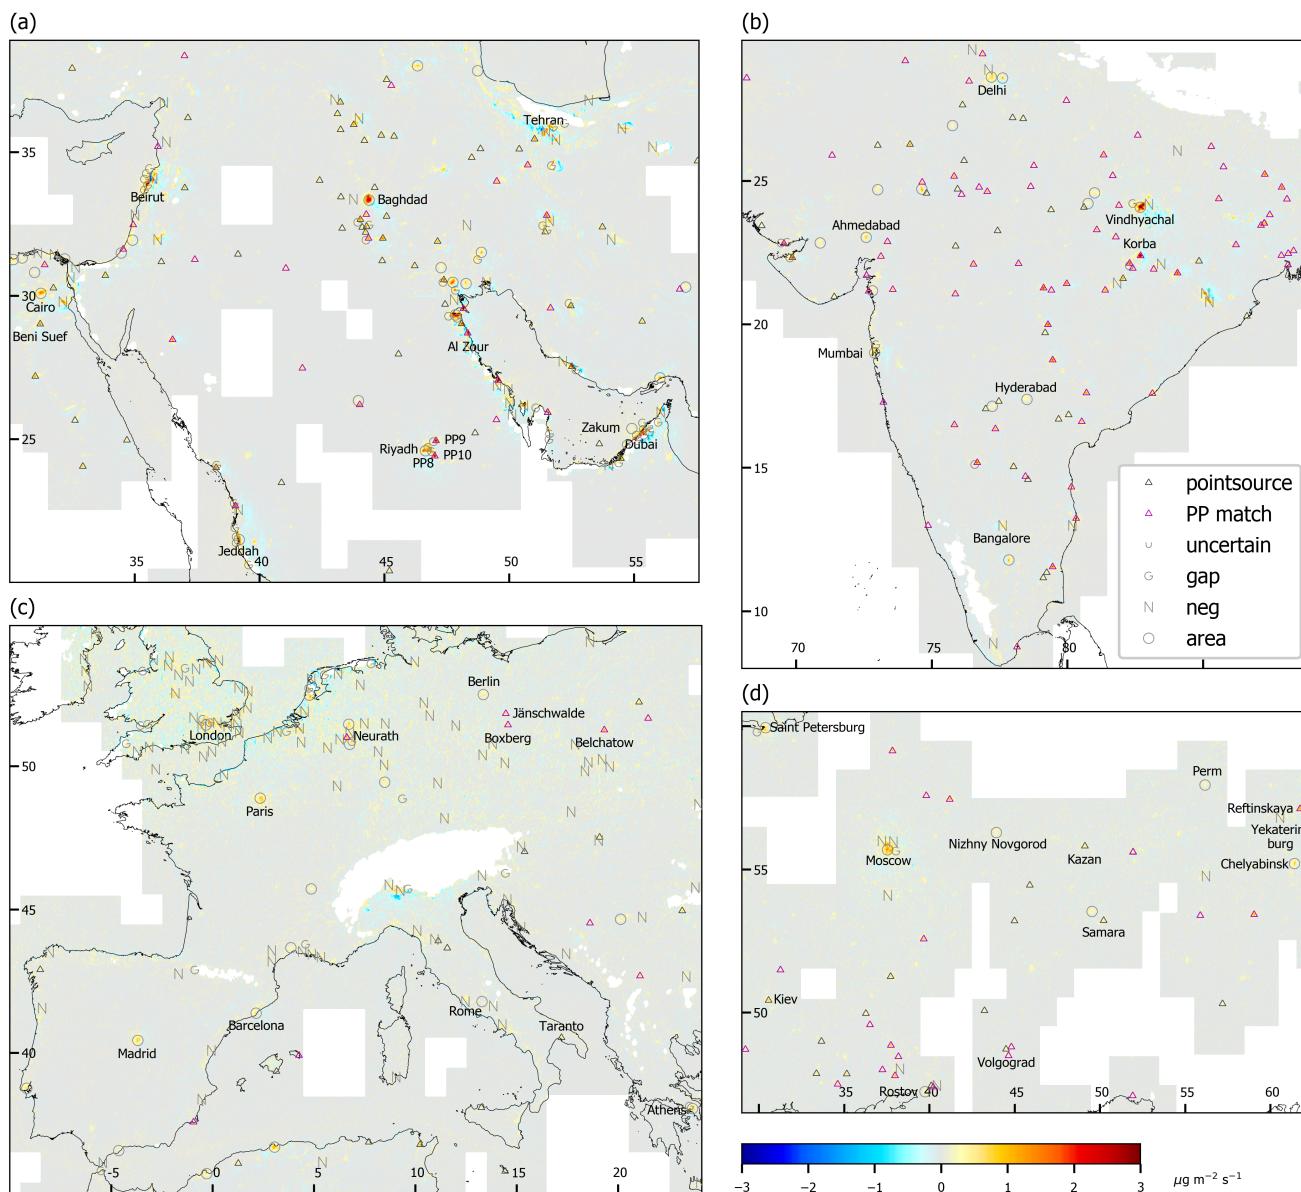 (a)
Tehran
35
Beirut
Baghdad
30
Cairo
Beni Suef
Al Zour
25
Riyadh
PP9
PP8
PP10
Zakum
Dubai
Jeddah
35
40
45
50
55
(b)
Delhi
25
Ahmedabad
Vindhyachal
Korba
20
Mumbai
Hyderabad
15
Bangalore
10
70
75
80
pointsource
PP match
uncertain
gap
neg
area
(c)
Berlin
Jänschwalde
London
Neurath
Boxberg
Belchatow
50
Paris
45
Barcelona
Rome
Taranto
40
Madrid
Athens
-5
0
5
10
15
20
(d)
Saint Petersburg
Perm
Reftinskaya
Yekaterin
burg
Nizhny Novgorod
Kazan
Chelyabinsk
55
Moscow
Samara
Kiev
50
Volgograd
Rostov
35
40
45
50
55
60
−3
−2
−1
0
1
2
3
μg m−2 s−1